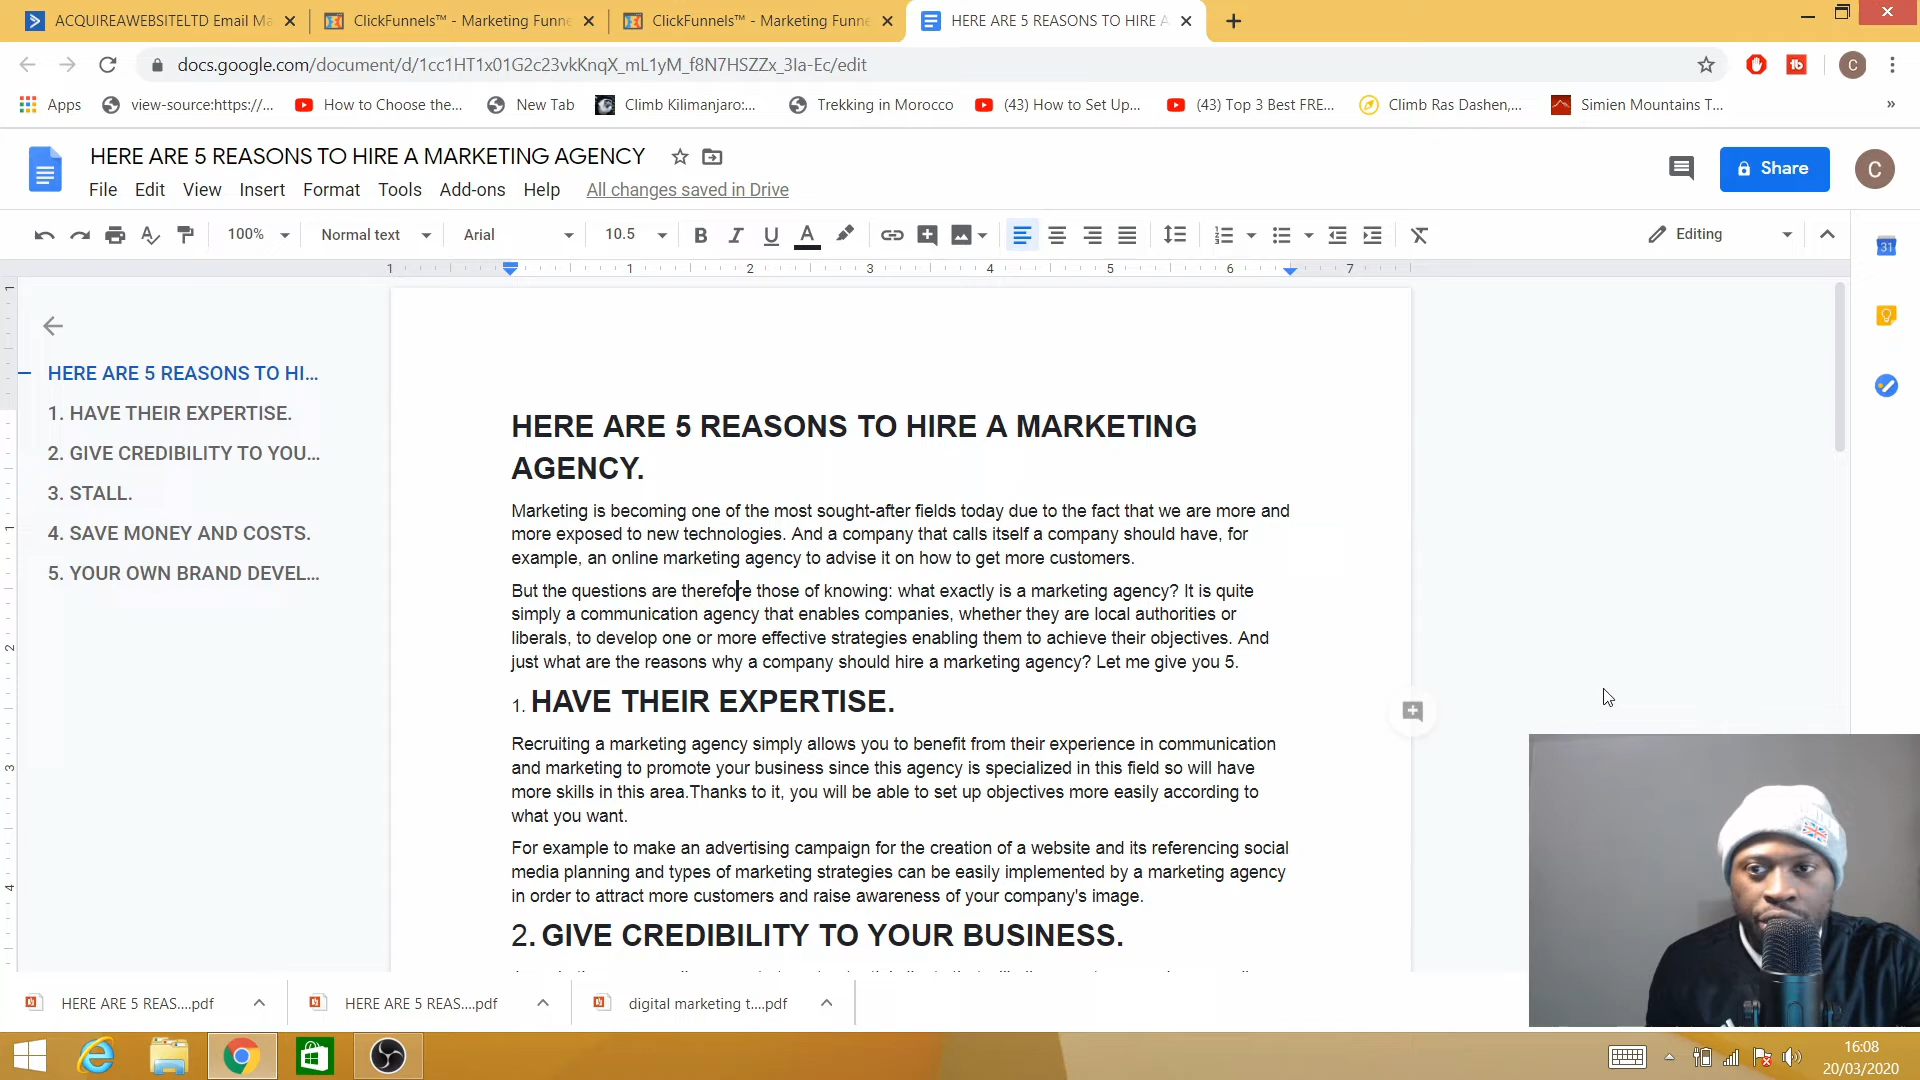 ACQUIREAWEBSITELTD Email Ma
ClickFunnels™ - Marketing Funne
ClickFunnels™ - Marketing Funne
HERE ARE 5 REASONS TO HIRE A
docs.google.com/document/d/1cc1HT1x01G2c23vkKnqX_mL1yM_f8N7HSZZx_3Ia-Ec/edit
C
Apps
view-source:https://...
How to Choose the...
New Tab
Climb Kilimanjaro:...
Trekking in Morocco
(43) How to Set Up...
(43) Top 3 Best FRE...
Climb Ras Dashen,...
Simien Mountains T...
»
HERE ARE 5 REASONS TO HIRE A MARKETING AGENCY
File Edit View Insert Format Tools Add-ons Help All changes saved in Drive
Share
C
100% Normal text Arial 10.5 B I U A Editing
31
1 1 2 3 4 5 6 7
1
1
2
3
4
HERE ARE 5 REASONS TO HI...
1. HAVE THEIR EXPERTISE.
2. GIVE CREDIBILITY TO YOU...
3. STALL.
4. SAVE MONEY AND COSTS.
5. YOUR OWN BRAND DEVEL...
HERE ARE 5 REASONS TO HIRE A MARKETING
AGENCY.
Marketing is becoming one of the most sought-after fields today due to the fact that we are more and
more exposed to new technologies. And a company that calls itself a company should have, for
example, an online marketing agency to advise it on how to get more customers.
But the questions are therefore those of knowing: what exactly is a marketing agency? It is quite
simply a communication agency that enables companies, whether they are local authorities or
liberals, to develop one or more effective strategies enabling them to achieve their objectives. And
just what are the reasons why a company should hire a marketing agency? Let me give you 5.
1. HAVE THEIR EXPERTISE.
Recruiting a marketing agency simply allows you to benefit from their experience in communication
and marketing to promote your business since this agency is specialized in this field so will have
more skills in this area.Thanks to it, you will be able to set up objectives more easily according to
what you want.
For example to make an advertising campaign for the creation of a website and its referencing social
media planning and types of marketing strategies can be easily implemented by a marketing agency
in order to attract more customers and raise awareness of your company's image.
2. GIVE CREDIBILITY TO YOUR BUSINESS.
HERE ARE 5 REAS....pdf
HERE ARE 5 REAS....pdf
digital marketing t....pdf
16:08
20/03/2020